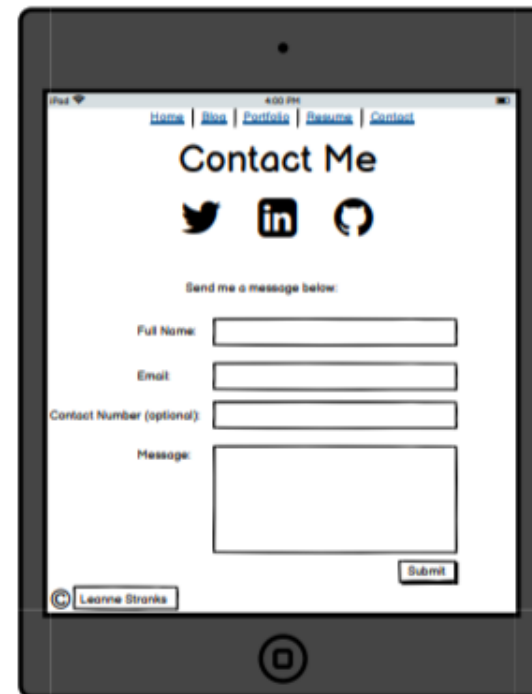 iPad 4:00 PM
Home Blog Portfolio Resume Contact
Contact Me
in
Send me a message below:
Full Name:
Email:
Contact Number (optional):
Message:
Submit
© Leanne Stranks